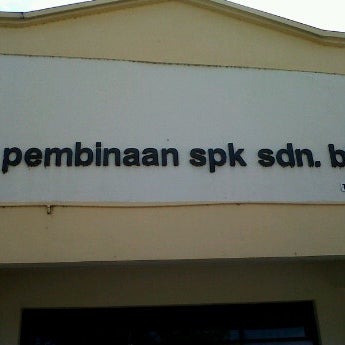 pembinaan spk sdn. b